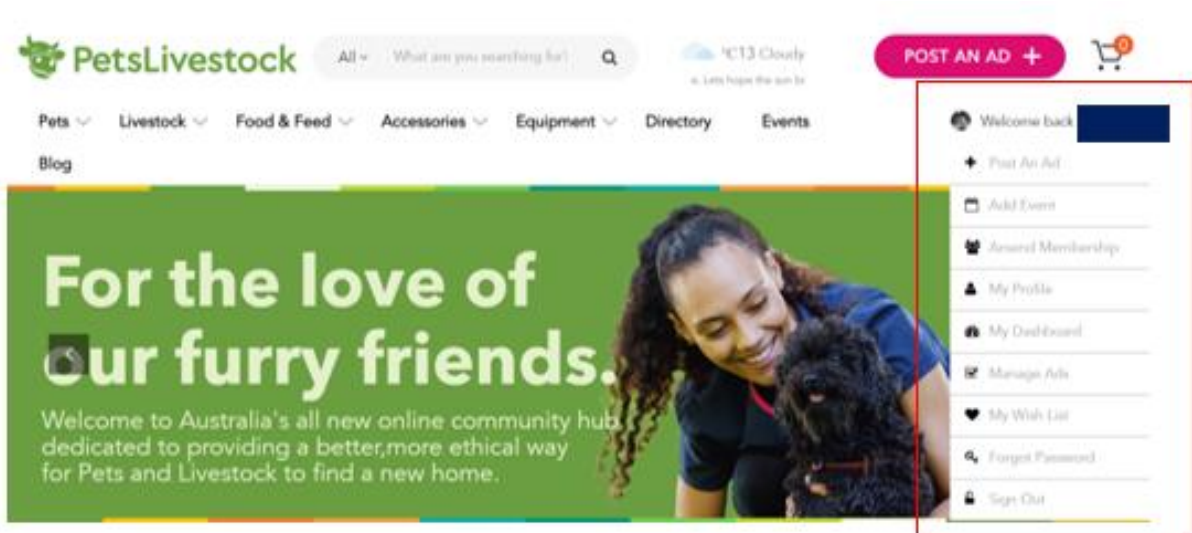 PetsLivestock
All What are you searching for?
°C13 Cloudy
e. Lets hope the sun br
POST AN AD +
0
Pets Livestock Food & Feed Accessories Equipment Directory Events
Blog
For the love of
our furry friends.
Welcome to Australia's all new online community hub
dedicated to providing a better,more ethical way
for Pets and Livestock to find a new home.
Welcome back
Post An Ad
Add Event
Amend Membership
My Profile
My Dashboard
Manage Ads
My Wish List
Forgot Password
Sign Out